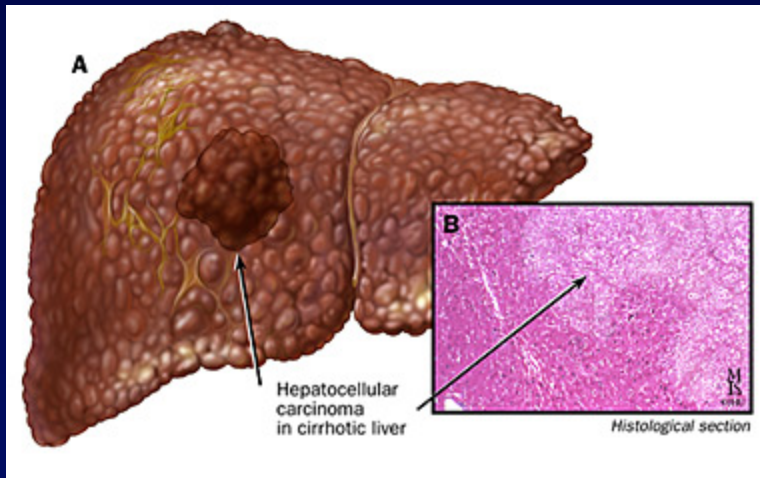 A
B
Hepatocellular
carcinoma
in cirrhotic liver
Histological section